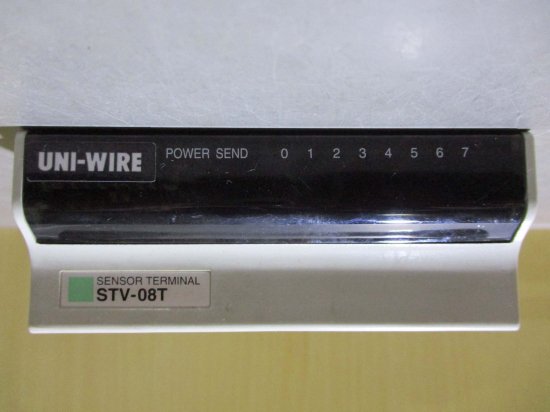 UNI-WIRE POWER SEND 0 1 2 3 4 5 6 7
SENSOR TERMINAL
STV-08T